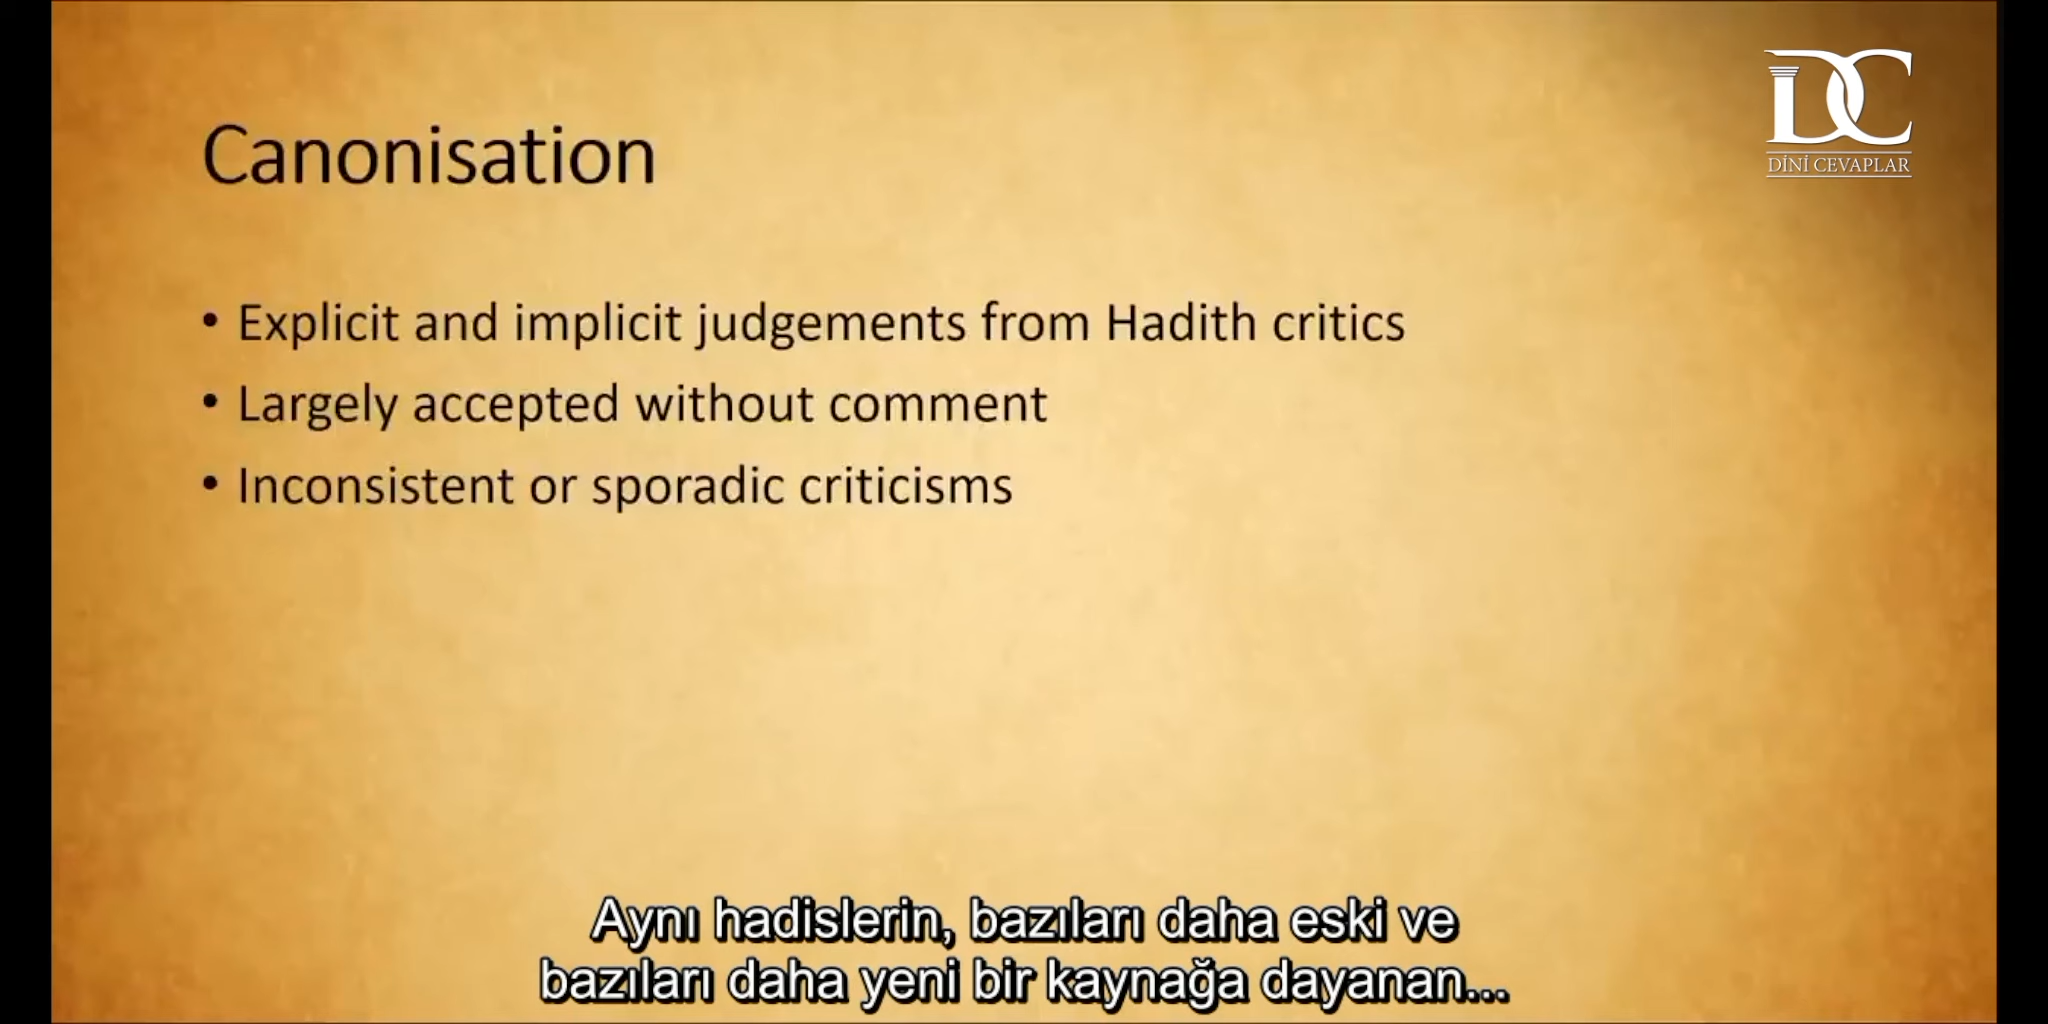 DC
DİNİ CEVAPLAR
Canonisation
• Explicit and implicit judgements from Hadith critics
• Largely accepted without comment
• Inconsistent or sporadic criticisms
Aynı hadislerin, bazıları daha eski ve
bazıları daha yeni bir kaynağa dayanan...